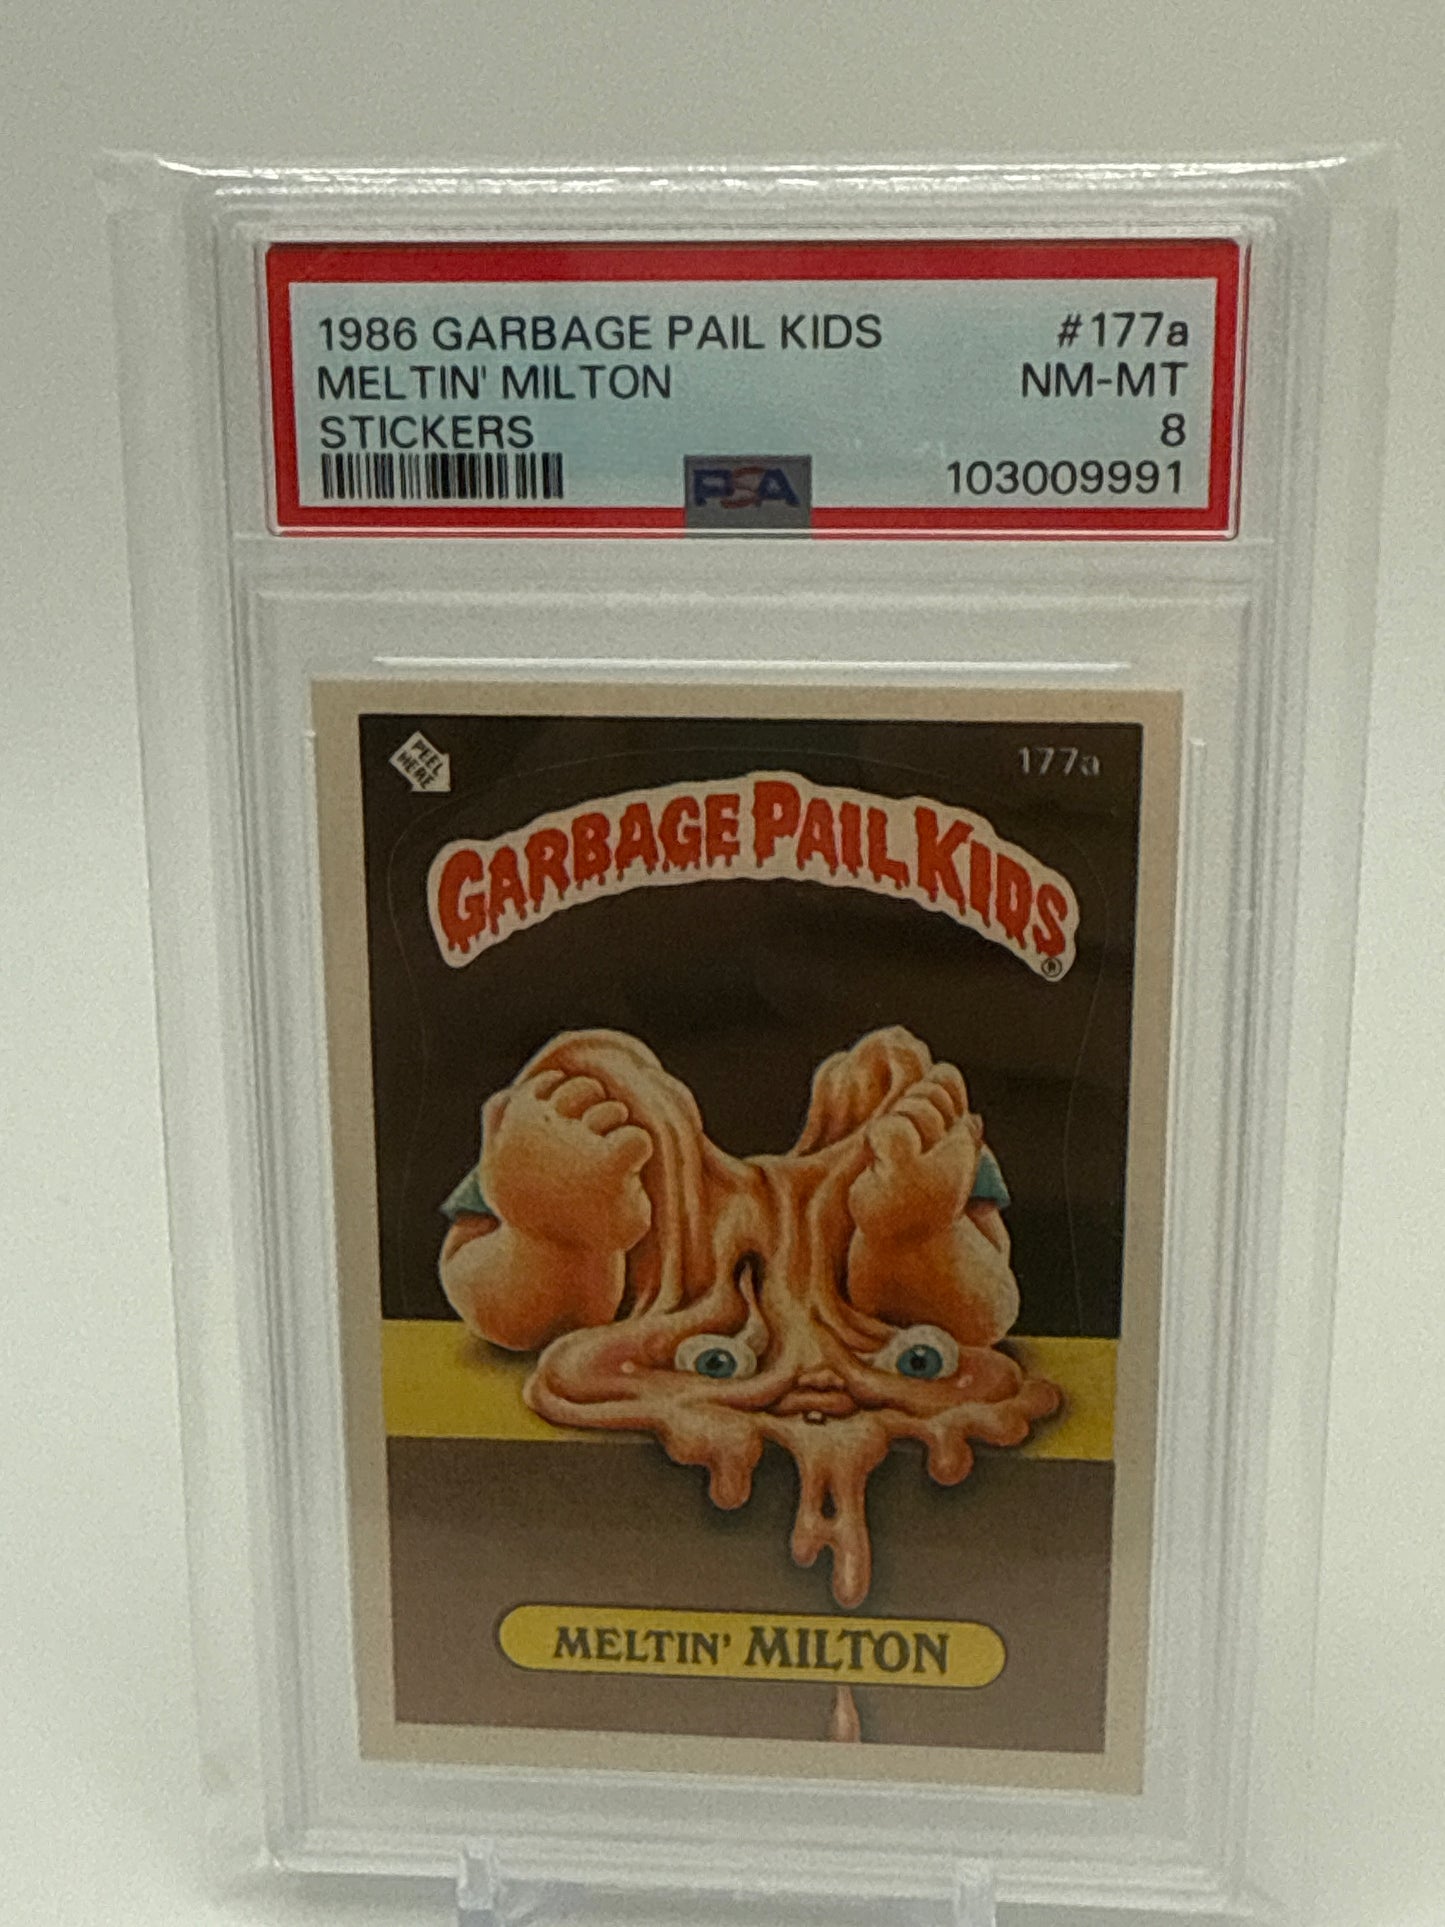 1986 GARBAGE PAIL KIDS #177a
MELTIN' MILTON NM-MT
STICKERS 8
PSA 103009991
PEEL
HERE
177a
GARBAGE PAIL KIDS®
MELTIN' MILTON